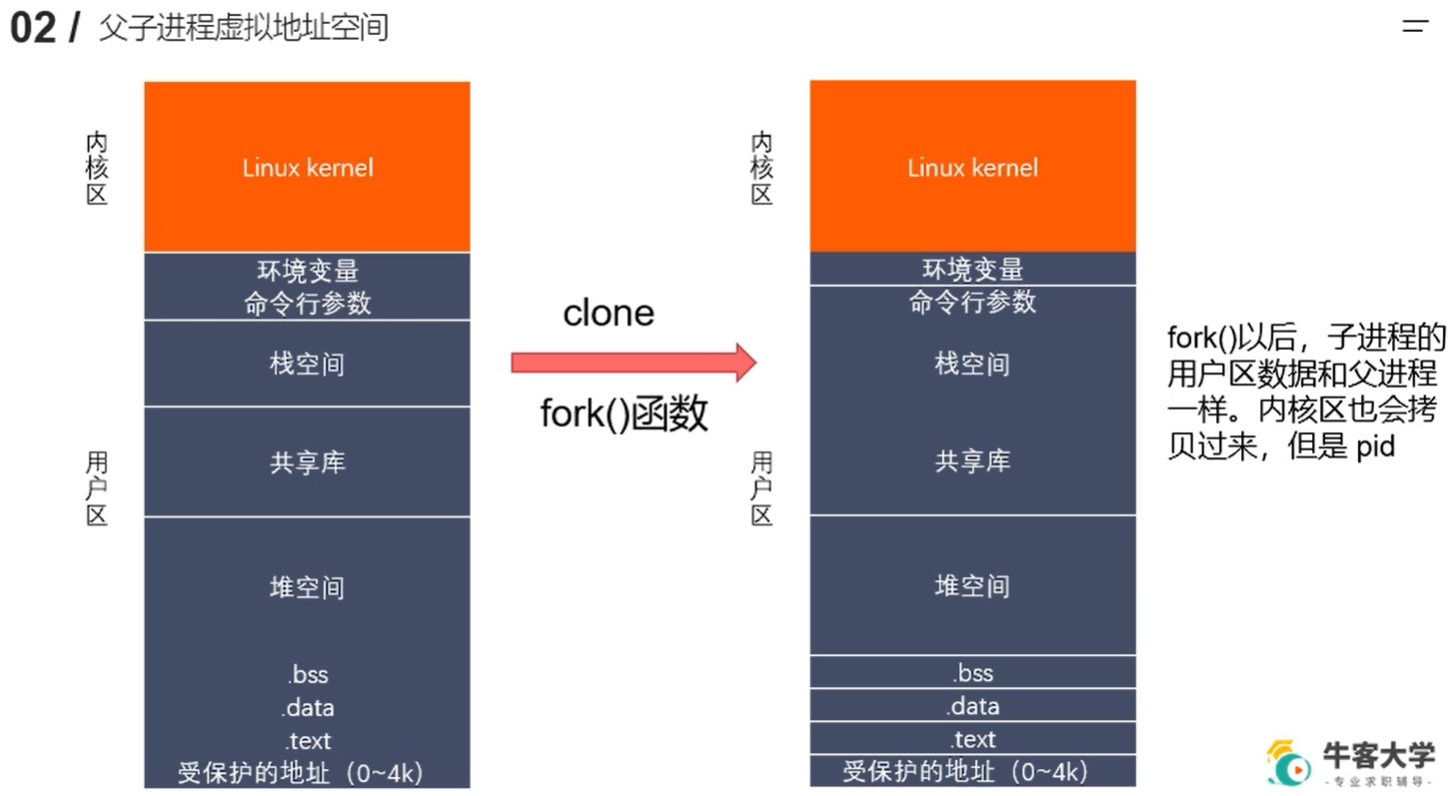 02 / 父子进程虚拟地址空间
内核区
Linux kernel
环境变量
命令行参数
栈空间
用户区
共享库
堆空间
.bss
.data
.text
受保护的地址（0~4k）
clone
fork()函数
内核区
Linux kernel
环境变量
命令行参数
栈空间
用户区
共享库
堆空间
.bss
.data
.text
受保护的地址（0~4k）
fork()以后，子进程的
用户区数据和父进程
一样。内核区也会拷
贝过来，但是 pid
牛客大学
-专业求职辅导-